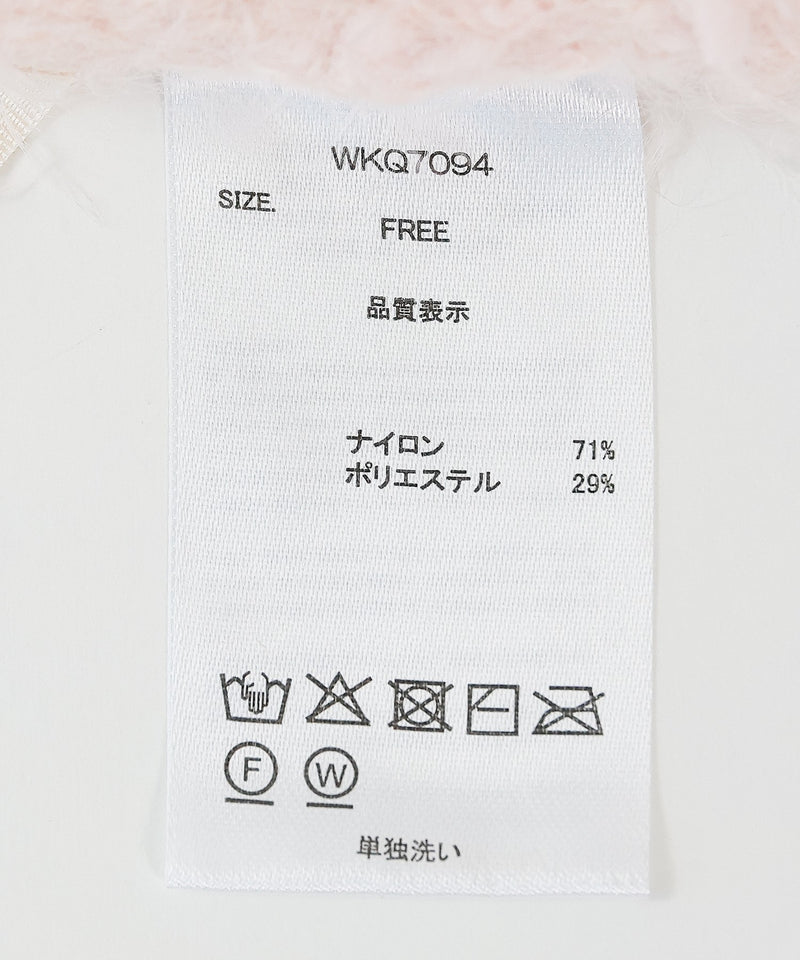 WKQ7094
SIZE.
FREE
品質表示
ナイロン 71%
ポリエステル 29%
F W
単独洗い